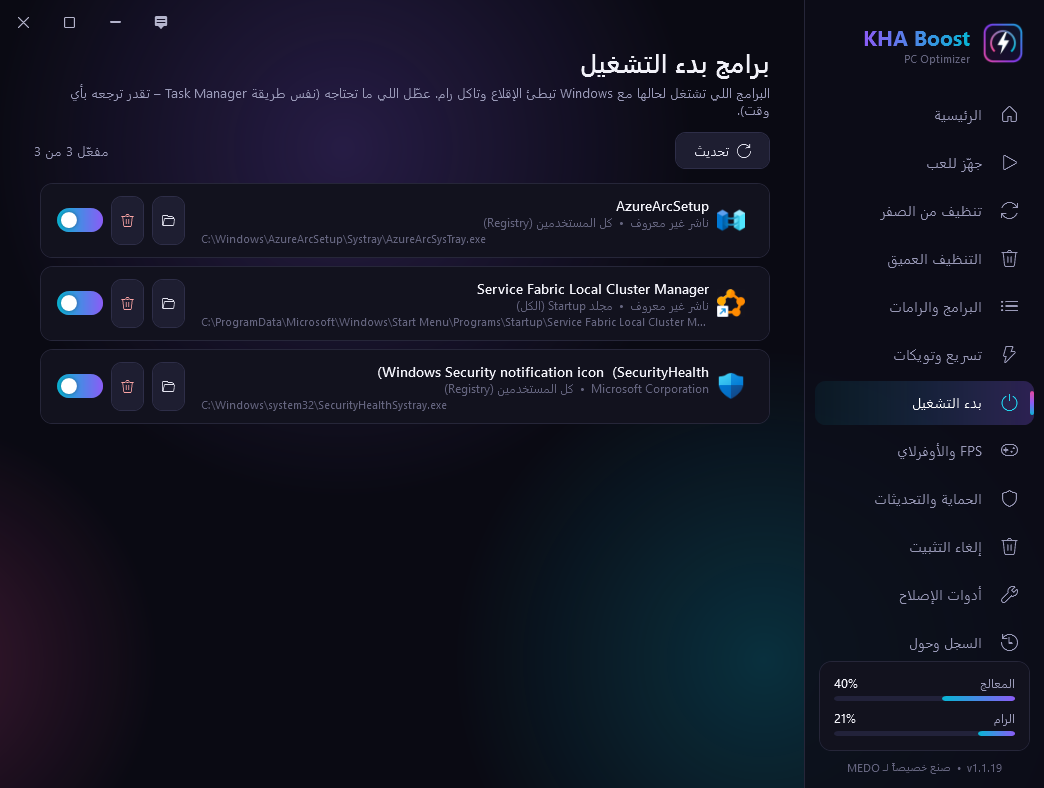 KHA Boost
PC Optimizer
الرئيسية
جهّز للعب
تنظيف من الصفر
التنظيف العميق
البرامج والرامات
تسريع وتويكات
بدء التشغيل
FPS والأوفرلاي
الحماية والتحديثات
إلغاء التثبيت
أدوات الإصلاح
السجل وحول
المعالج 40%
الرام 21%
v1.1.19 • صنع خصيصاً لـ MEDO
برامج بدء التشغيل
البرامج اللي تشتغل لحالها مع Windows تبطئ الإقلاع وتاكل رام. عطّل اللي ما تحتاجه (نفس طريقة Task Manager – تقدر ترجعه بأي
وقت).
تحديث
مفعّل 3 من 3
AzureArcSetup
ناشر غير معروف • كل المستخدمين (Registry)
C:\Windows\AzureArcSetup\Systray\AzureArcSysTray.exe
Service Fabric Local Cluster Manager
ناشر غير معروف • مجلد Startup (الكل)
C:\ProgramData\Microsoft\Windows\Start Menu\Programs\Startup\Service Fabric Local Cluster M...
(Windows Security notification icon (SecurityHealth
Microsoft Corporation • كل المستخدمين (Registry)
C:\Windows\system32\SecurityHealthSystray.exe